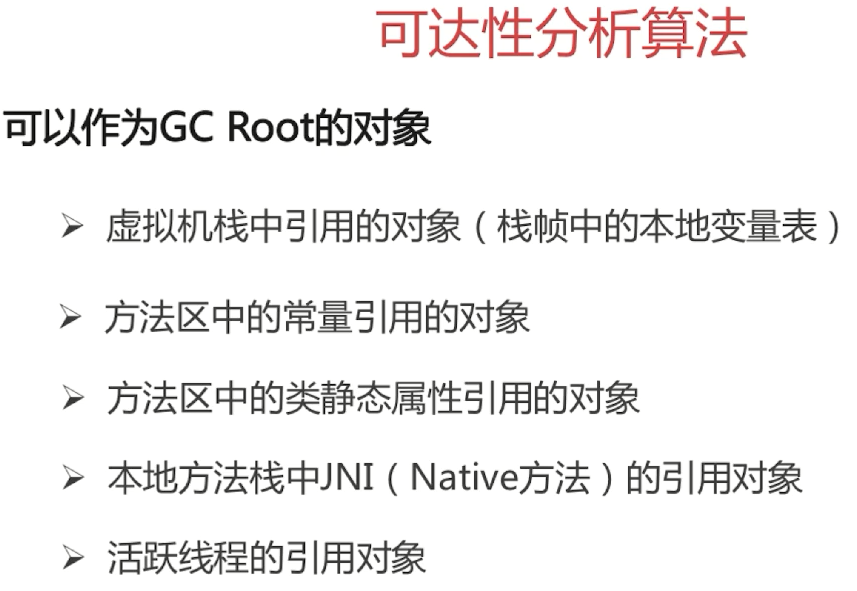 可达性分析算法
可以作为GC Root的对象
➢ 虚拟机栈中引用的对象（栈帧中的本地变量表）
➢ 方法区中的常量引用的对象
➢ 方法区中的类静态属性引用的对象
➢ 本地方法栈中JNI（Native方法）的引用对象
➢ 活跃线程的引用对象